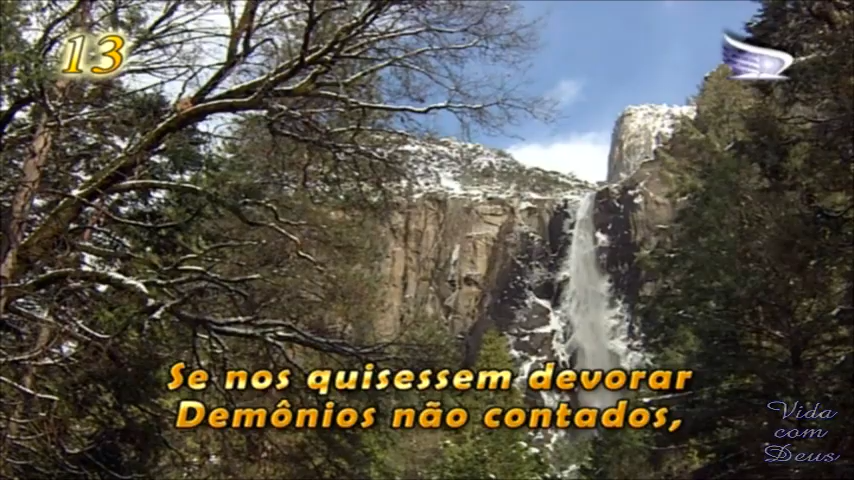 13
Se nos quisessem devorar
Demônios não contados,
Vida
com
Deus